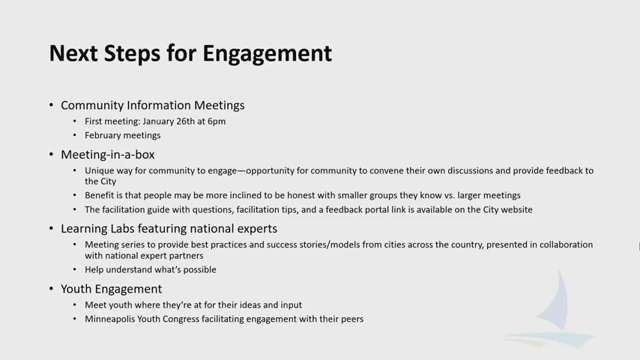 Next Steps for Engagement
• Community Information Meetings
• First meeting: January 26th at 6pm
• February meetings
• Meeting-in-a-box
• Unique way for community to engage—opportunity for community to convene their own discussions and provide feedback to
the City
• Benefit is that people may be more inclined to be honest with smaller groups they know vs. larger meetings
• The facilitation guide with questions, facilitation tips, and a feedback portal link is available on the City website
• Learning Labs featuring national experts
• Meeting series to provide best practices and success stories/models from cities across the country, presented in collaboration
with national expert partners
• Help understand what's possible
• Youth Engagement
• Meet youth where they're at for their ideas and input
• Minneapolis Youth Congress facilitating engagement with their peers